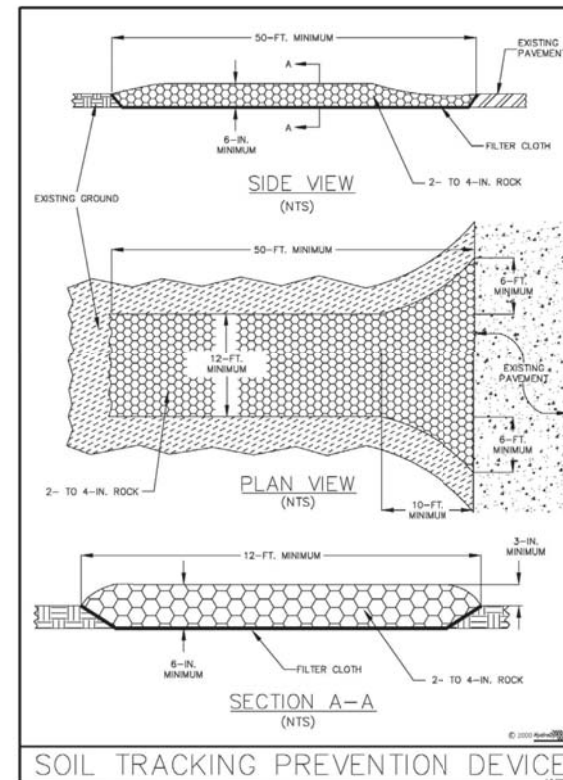 50-FT. MINIMUM
EXISTING
PAVEMENT
A
6-IN.
MINIMUM
A
FILTER CLOTH
2- TO 4-IN. ROCK
SIDE VIEW
(NTS)
EXISTING GROUND
50-FT. MINIMUM
6-FT.
MINIMUM
12-FT.
MINIMUM
EXISTING
PAVEMENT
6-FT.
MINIMUM
2- TO 4-IN. ROCK
PLAN VIEW
(NTS)
10-FT.
MINIMUM
12-FT. MINIMUM
3-IN.
MINIMUM
6-IN.
MINIMUM
FILTER CLOTH
2- TO 4-IN. ROCK
SECTION A-A
(NTS)
© 2000
SOIL TRACKING PREVENTION DEVICE